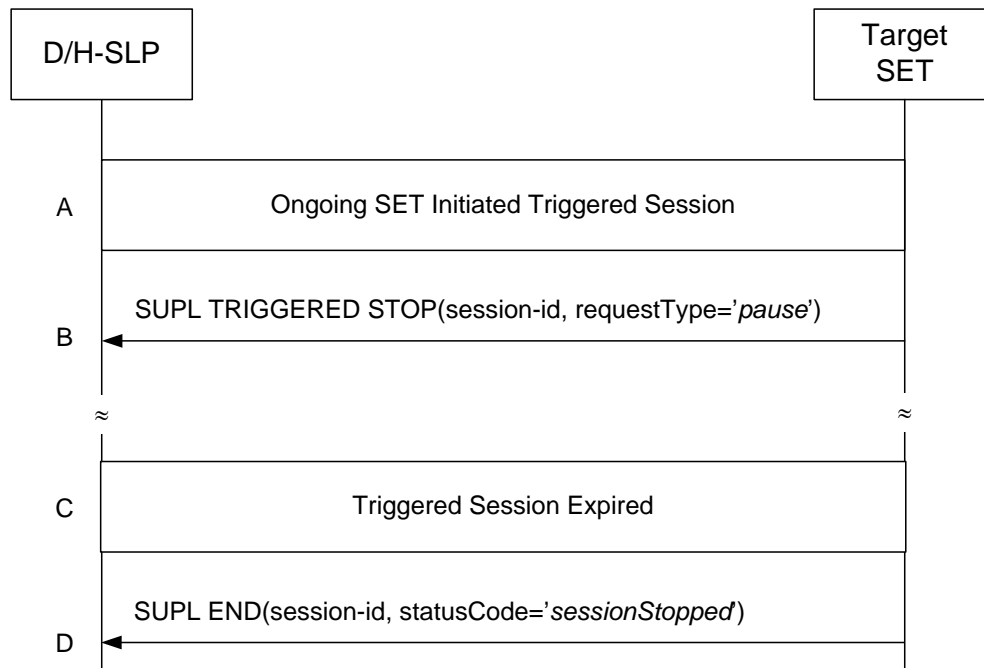 D/H-SLP
Target
SET
A
Ongoing SET Initiated Triggered Session
SUPL TRIGGERED STOP(session-id, requestType='pause')
B
≈ ≈
C
Triggered Session Expired
SUPL END(session-id, statusCode='sessionStopped')
D